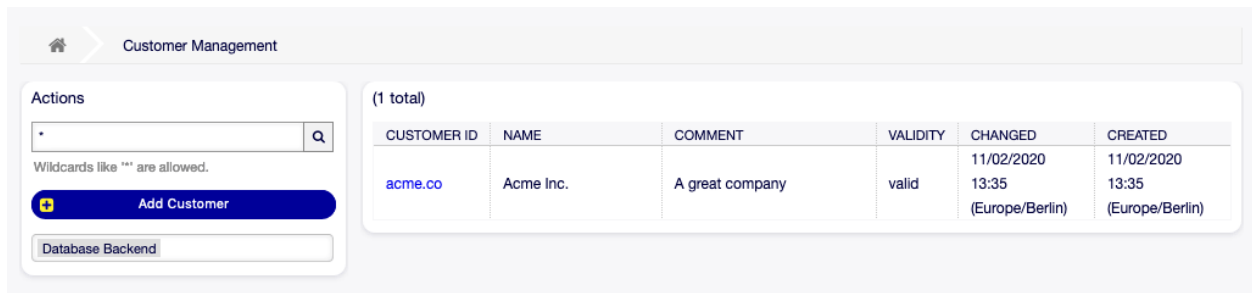 Customer Management
Actions
*
Wildcards like '*' are allowed.
Add Customer
Database Backend
(1 total)
CUSTOMER ID NAME COMMENT VALIDITY CHANGED CREATED
acme.co Acme Inc. A great company valid 11/02/2020 13:35 (Europe/Berlin) 11/02/2020 13:35 (Europe/Berlin)